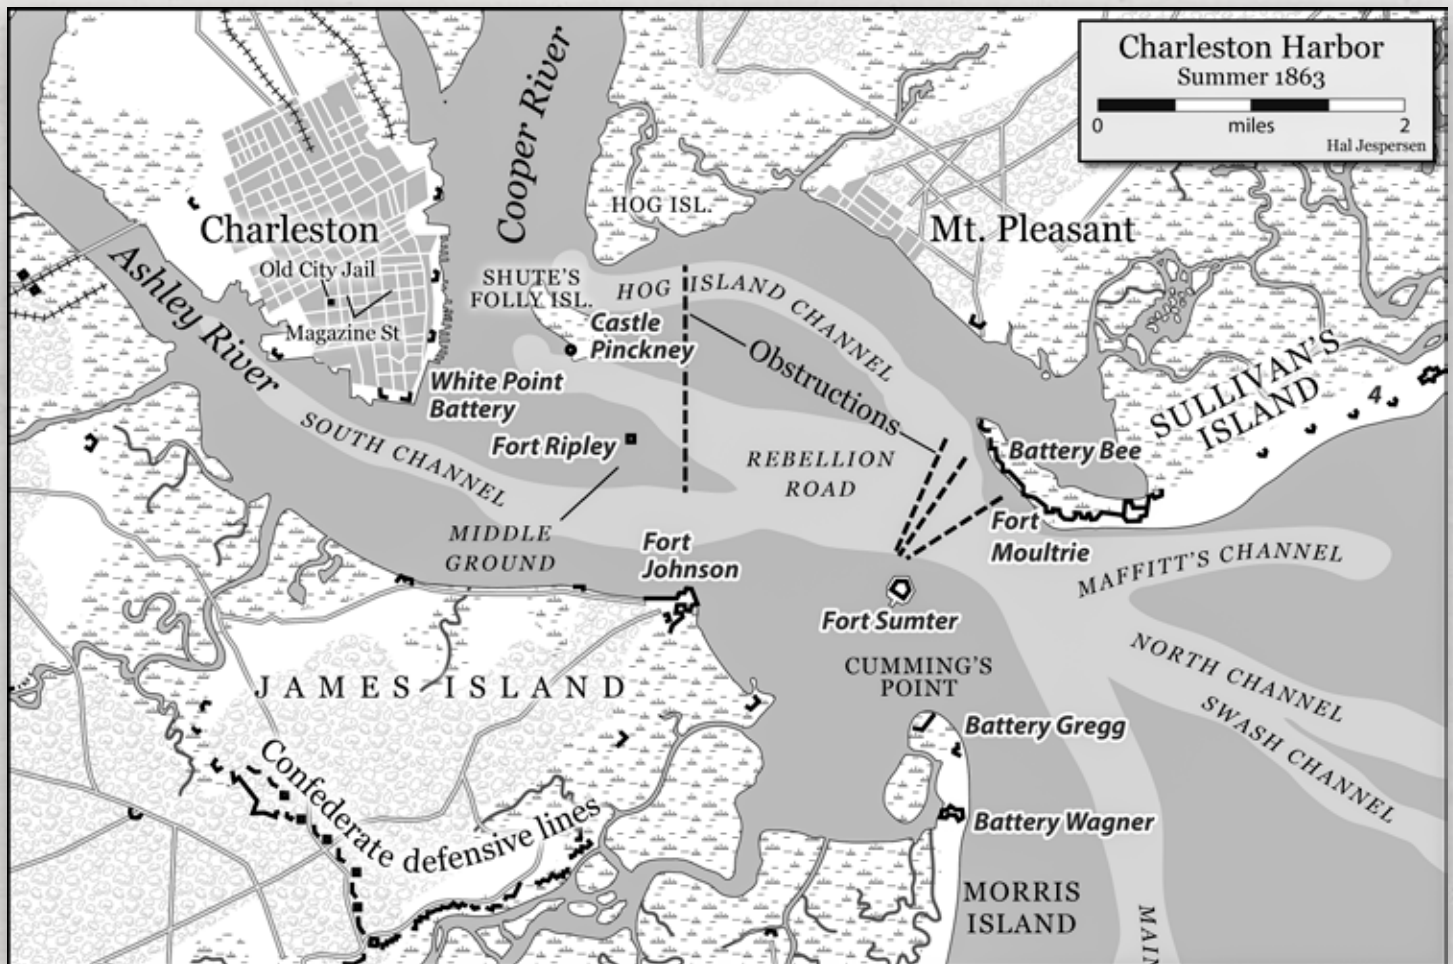 Charleston Harbor
Summer 1863
0 miles 2
Hal Jespersen
Cooper River
HOG ISL.
Charleston
Mt. Pleasant
Old City Jail
Magazine St
Ashley River
SHUTE'S
FOLLY ISL.
HOG ISLAND CHANNEL
Castle
Pinckney
Obstructions
SULLIVAN'S
ISLAND
4
White Point
Battery
SOUTH CHANNEL
Fort Ripley
REBELLION
ROAD
Battery Bee
MIDDLE
GROUND
Fort
Johnson
Fort
Moultrie
MAFFITT'S CHANNEL
Fort Sumter
CUMMING'S
POINT
NORTH CHANNEL
SWASH CHANNEL
JAMES ISLAND
Battery Gregg
Confederate defensive lines
Battery Wagner
MORRIS
ISLAND
MAIN